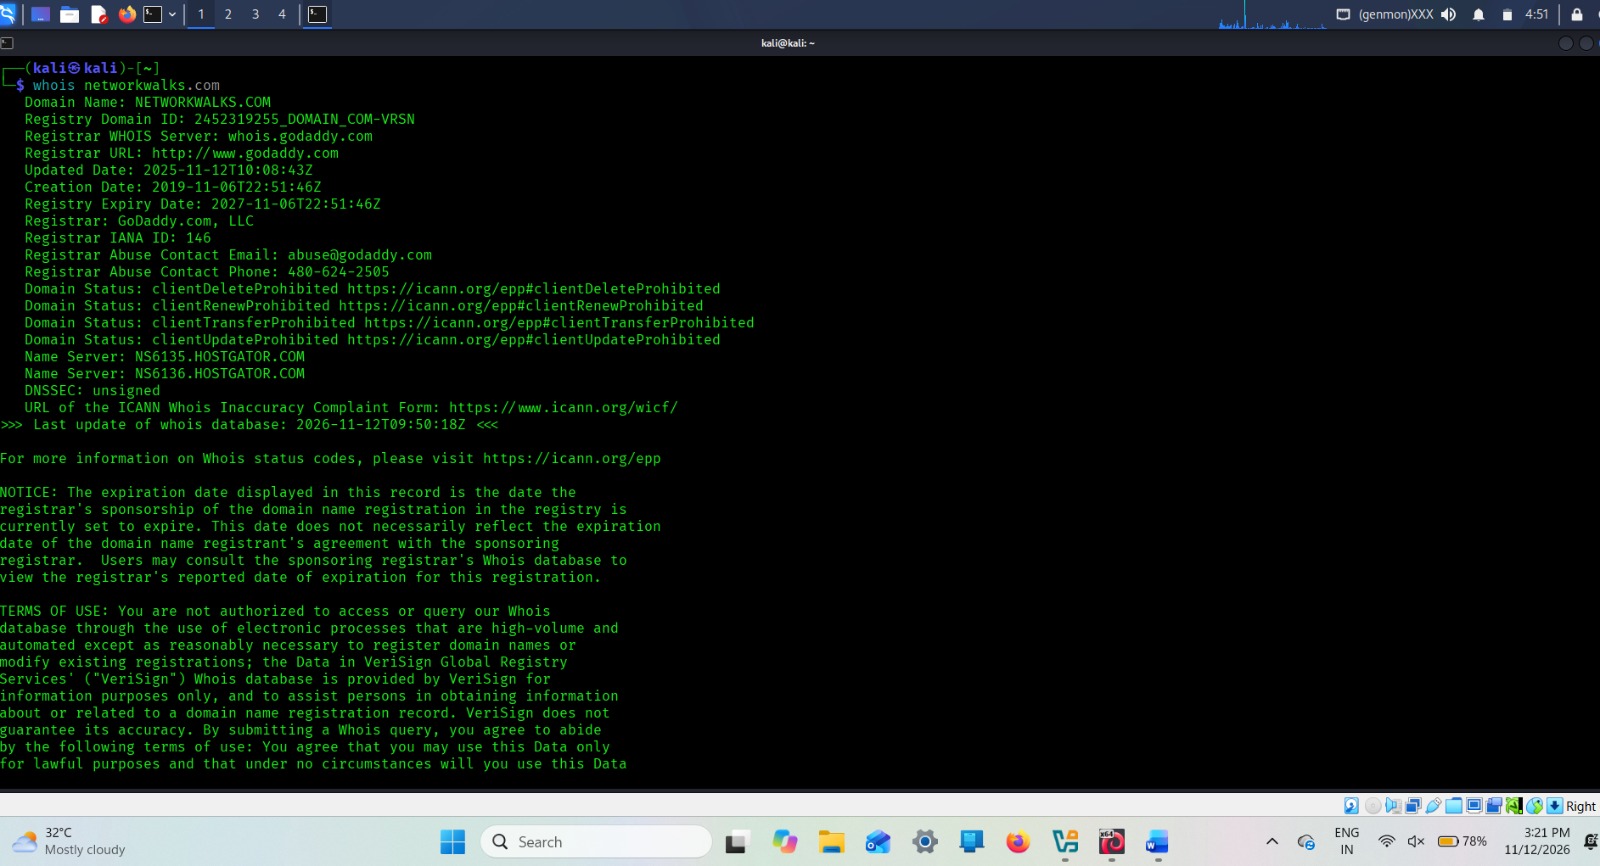 1 2 3 4
(genmon)XXX 4:51
kali@kali: ~
(kali㉿kali)-[~]
$ whois networkwalks.com
Domain Name: NETWORKWALKS.COM
Registry Domain ID: 2452319255_DOMAIN_COM-VRSN
Registrar WHOIS Server: whois.godaddy.com
Registrar URL: http://www.godaddy.com
Updated Date: 2025-11-12T10:08:43Z
Creation Date: 2019-11-06T22:51:46Z
Registry Expiry Date: 2027-11-06T22:51:46Z
Registrar: GoDaddy.com, LLC
Registrar IANA ID: 146
Registrar Abuse Contact Email: abuse@godaddy.com
Registrar Abuse Contact Phone: 480-624-2505
Domain Status: clientDeleteProhibited https://icann.org/epp#clientDeleteProhibited
Domain Status: clientRenewProhibited https://icann.org/epp#clientRenewProhibited
Domain Status: clientTransferProhibited https://icann.org/epp#clientTransferProhibited
Domain Status: clientUpdateProhibited https://icann.org/epp#clientUpdateProhibited
Name Server: NS6135.HOSTGATOR.COM
Name Server: NS6136.HOSTGATOR.COM
DNSSEC: unsigned
URL of the ICANN Whois Inaccuracy Complaint Form: https://www.icann.org/wicf/
>>> Last update of whois database: 2026-11-12T09:50:18Z <<<
For more information on Whois status codes, please visit https://icann.org/epp
NOTICE: The expiration date displayed in this record is the date the
registrar's sponsorship of the domain name registration in the registry is
currently set to expire. This date does not necessarily reflect the expiration
date of the domain name registrant's agreement with the sponsoring
registrar.  Users may consult the sponsoring registrar's Whois database to
view the registrar's reported date of expiration for this registration.
TERMS OF USE: You are not authorized to access or query our Whois
database through the use of electronic processes that are high-volume and
automated except as reasonably necessary to register domain names or
modify existing registrations; the Data in VeriSign Global Registry
Services' ("VeriSign") Whois database is provided by VeriSign for
information purposes only, and to assist persons in obtaining information
about or related to a domain name registration record. VeriSign does not
guarantee its accuracy. By submitting a Whois query, you agree to abide
by the following terms of use: You agree that you may use this Data only
for lawful purposes and that under no circumstances will you use this Data
Right
32°C
Mostly cloudy
Search
ENG
IN
78%
3:21 PM
11/12/2026